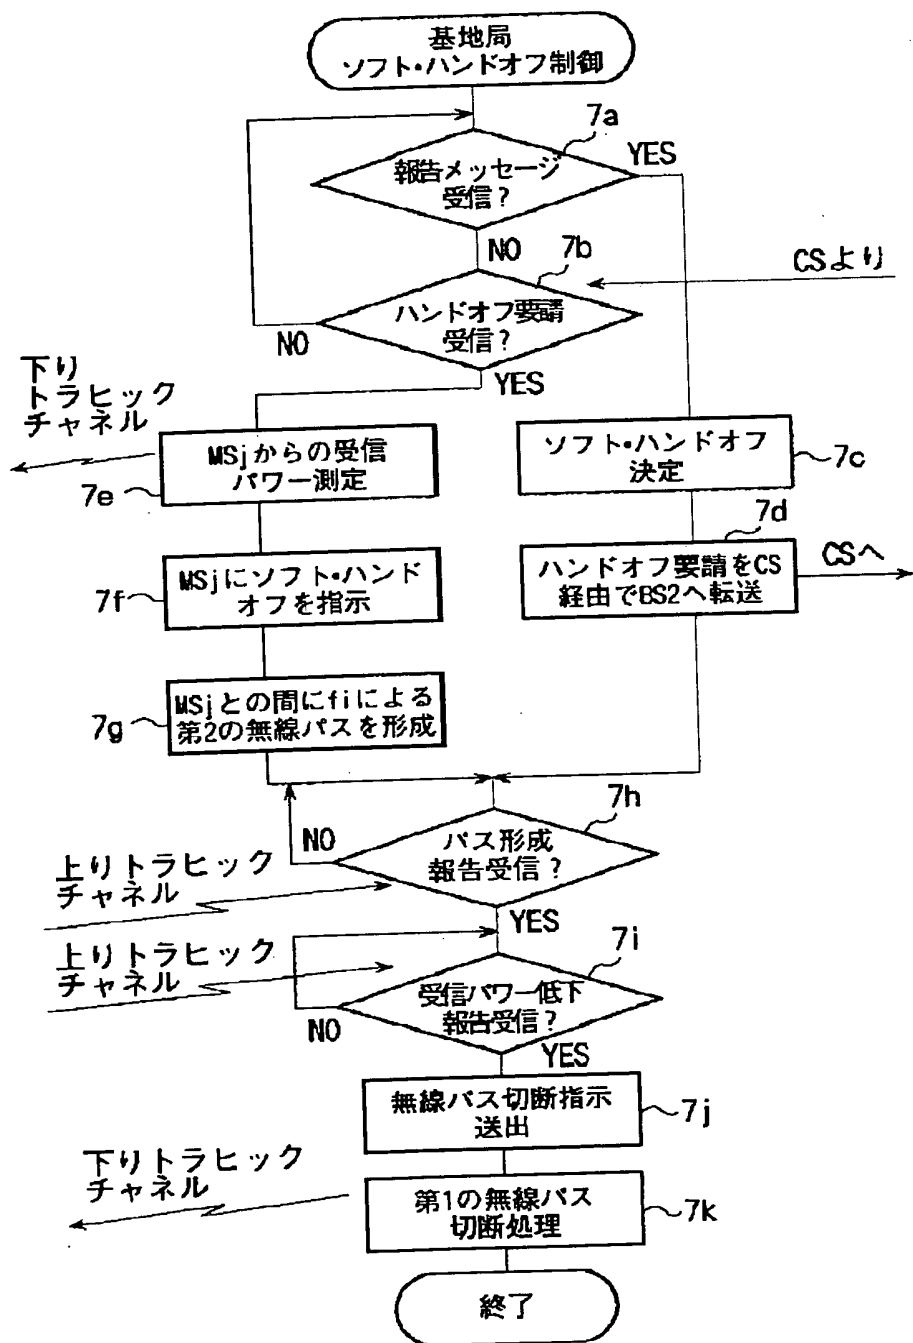 基地局
ソフト・ハンドオフ制御
7a
報告メッセージ
受信?
YES
NO
7b
CSより
ハンドオフ要請
受信?
NO
YES
下り
トラヒック
チャネル
MSjからの受信
パワー測定
7e
ソフト・ハンドオフ
決定
7c
7d
MSjにソフト・ハンド
オフを指示
7f
ハンドオフ要請をCS
経由でBS2へ転送
CSへ
MSjとの間にfiによる
第2の無線パスを形成
7g
7h
パス形成
報告受信?
NO
YES
上りトラヒック
チャネル
上りトラヒック
チャネル
7i
受信パワー低下
報告受信?
NO
YES
無線パス切断指示
送出
7j
下りトラヒック
チャネル
第1の無線パス
切断処理
7k
終了